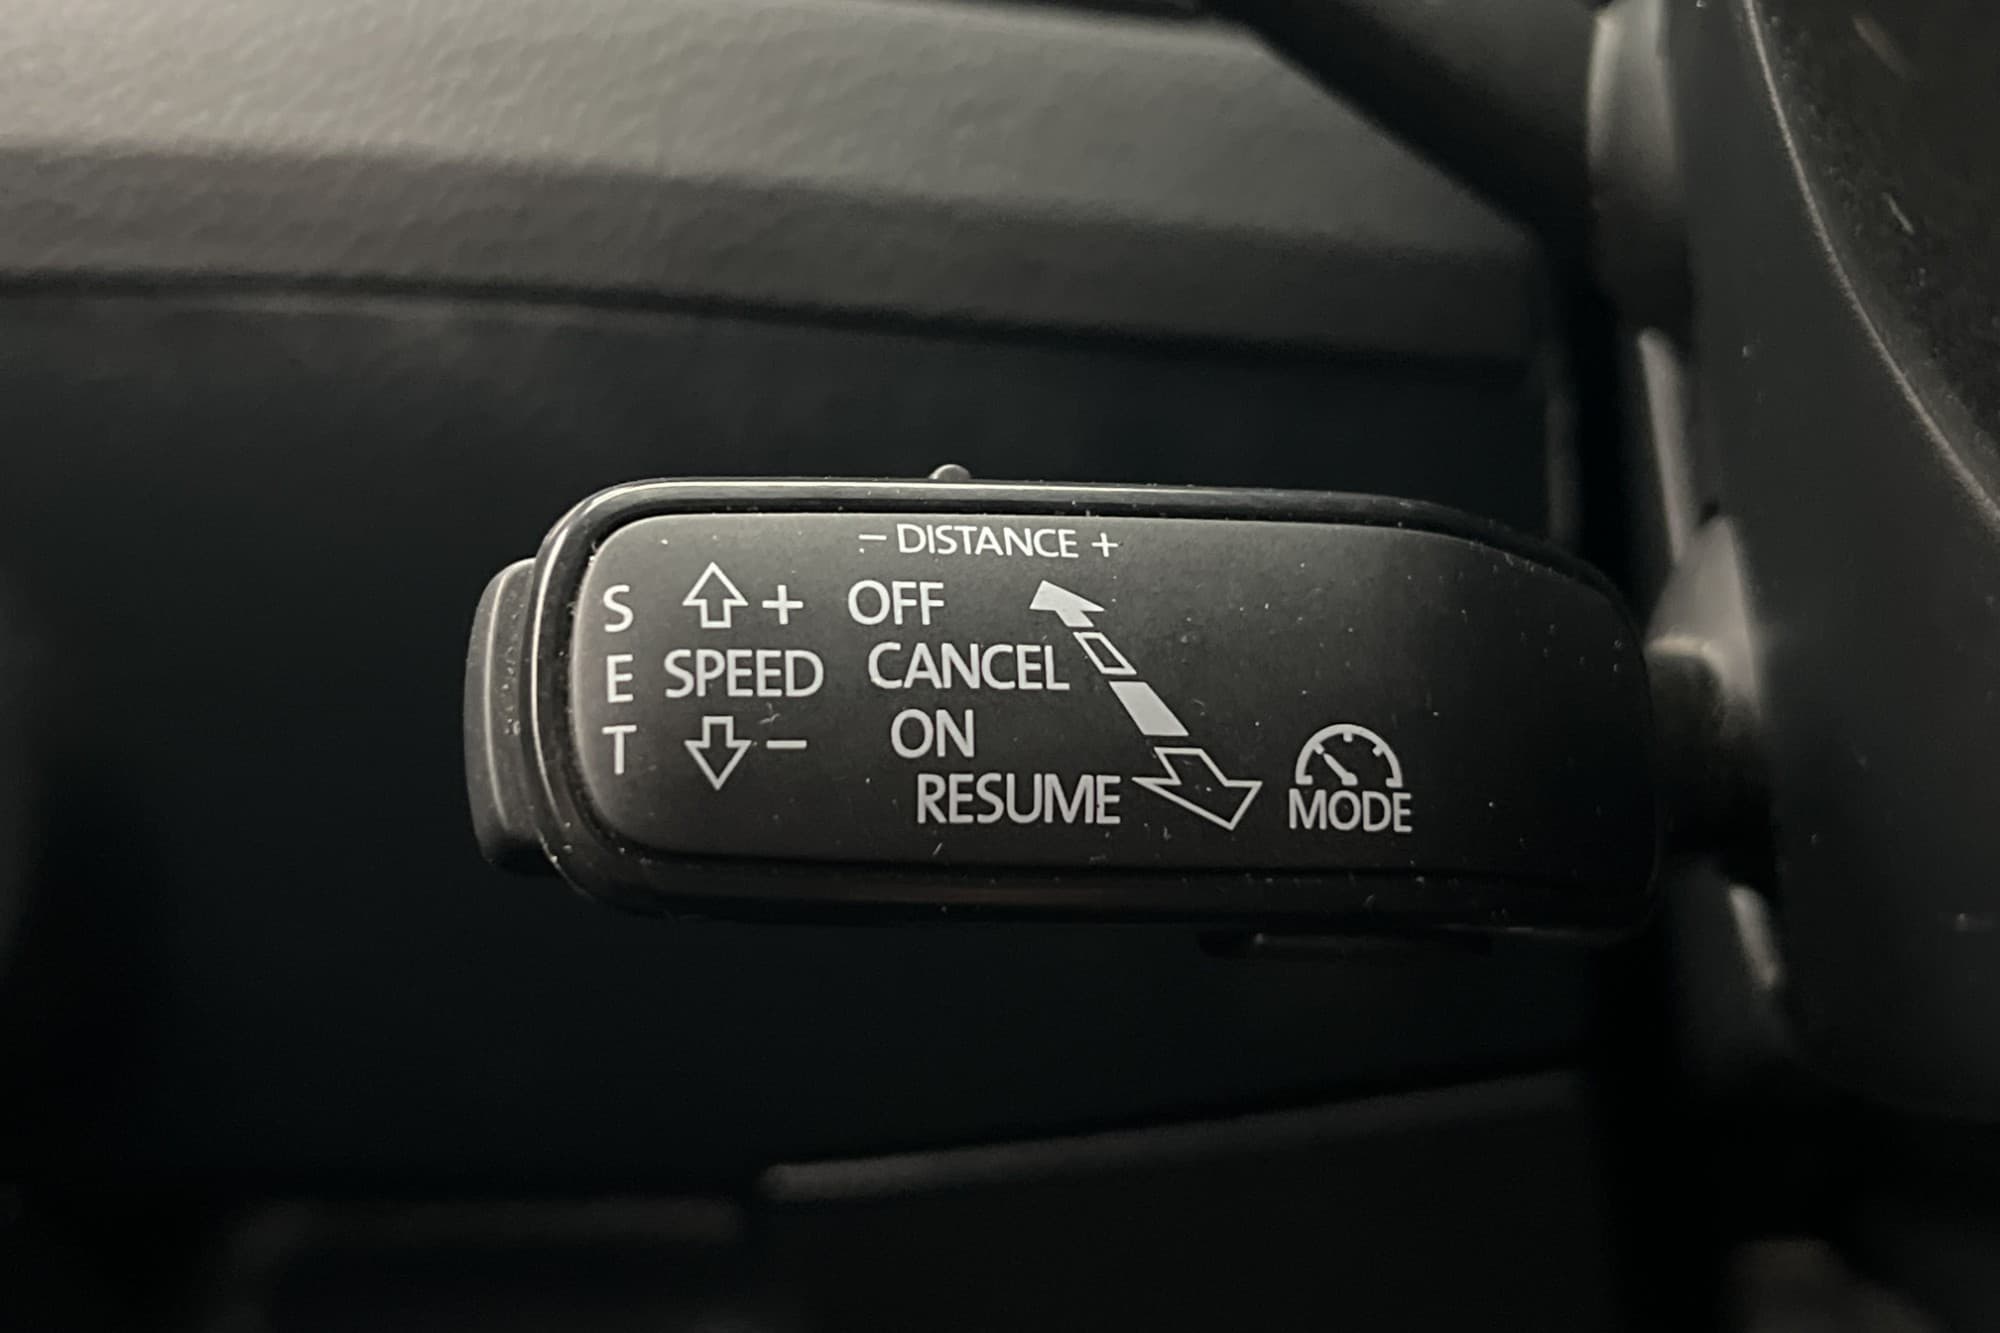 − DISTANCE +
S
E
T
+
SPEED
−
OFF
CANCEL
ON
RESUME
MODE